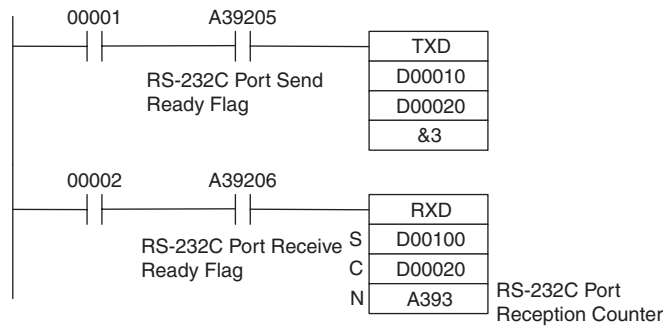 00001 A39205
TXD
RS-232C Port Send
Ready Flag
D00010
D00020
&3
00002 A39206
RXD
RS-232C Port Receive
Ready Flag
S D00100
C D00020
N A393
RS-232C Port
Reception Counter